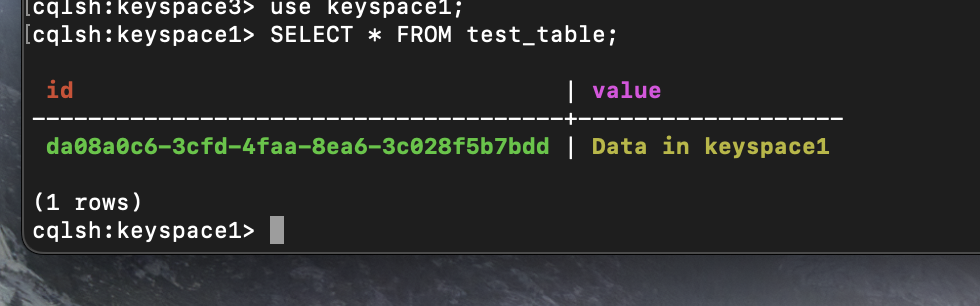 [cqlsh:keyspace3> use keyspace1;
[cqlsh:keyspace1> SELECT * FROM test_table;
id | value
--------------------------------------+-------------------
da08a0c6-3cfd-4faa-8ea6-3c028f5b7bdd | Data in keyspace1
(1 rows)
cqlsh:keyspace1>